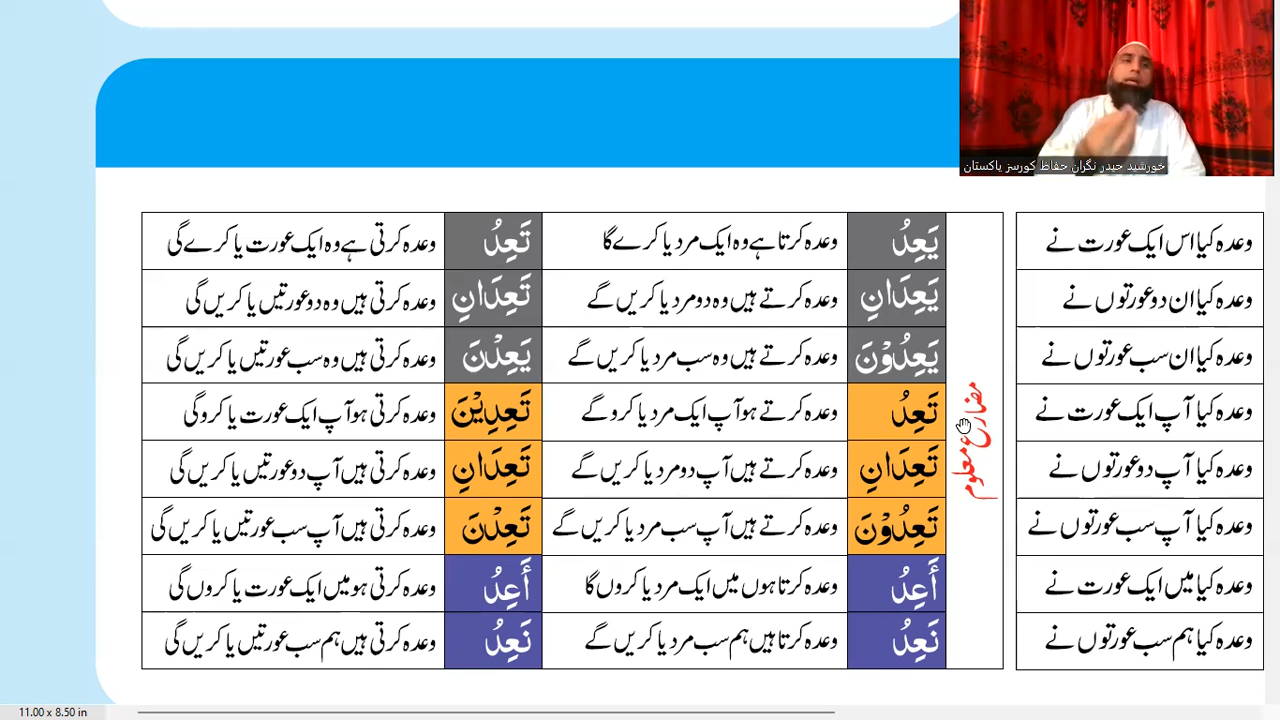 خورشید حیدر نگران حفاظ کورسز پاکستان
وعدہ کیا اس ایک عورت نے
وعدہ کیا ان دو عورتوں نے
وعدہ کیا ان سب عورتوں نے
وعدہ کیا آپ ایک عورت نے
وعدہ کیا آپ دو عورتوں نے
وعدہ کیا آپ سب عورتوں نے
وعدہ کیا میں ایک عورت نے
وعدہ کیا ہم سب عورتوں نے
مضارع معلوم
يَعِدُ وعدہ کرتا ہے وہ ایک مرد یا کرے گا تَعِدُ وعدہ کرتی ہے وہ ایک عورت یا کرے گی
يَعِدَانِ وعدہ کرتے ہیں وہ دو مرد یا کریں گے تَعِدَانِ وعدہ کرتی ہیں وہ دو عورتیں یا کریں گی
يَعِدُوْنَ وعدہ کرتے ہیں وہ سب مرد یا کریں گے يَعِدْنَ وعدہ کرتی ہیں وہ سب عورتیں یا کریں گی
تَعِدُ وعدہ کرتے ہو آپ ایک مرد یا کرو گے تَعِدِيْنَ وعدہ کرتی ہو آپ ایک عورت یا کرو گی
تَعِدَانِ وعدہ کرتے ہیں آپ دو مرد یا کریں گے تَعِدَانِ وعدہ کرتی ہیں آپ دو عورتیں یا کریں گی
تَعِدُوْنَ وعدہ کرتے ہیں آپ سب مرد یا کریں گے تَعِدْنَ وعدہ کرتی ہیں آپ سب عورتیں یا کریں گی
أَعِدُ وعدہ کرتا ہوں میں ایک مرد یا کروں گا أَعِدُ وعدہ کرتی ہو میں ایک عورت یا کروں گی
نَعِدُ وعدہ کرتا ہیں ہم سب مرد یا کریں گے نَعِدُ وعدہ کرتی ہیں ہم سب عورتیں یا کریں گی
11.00 x 8.50 in